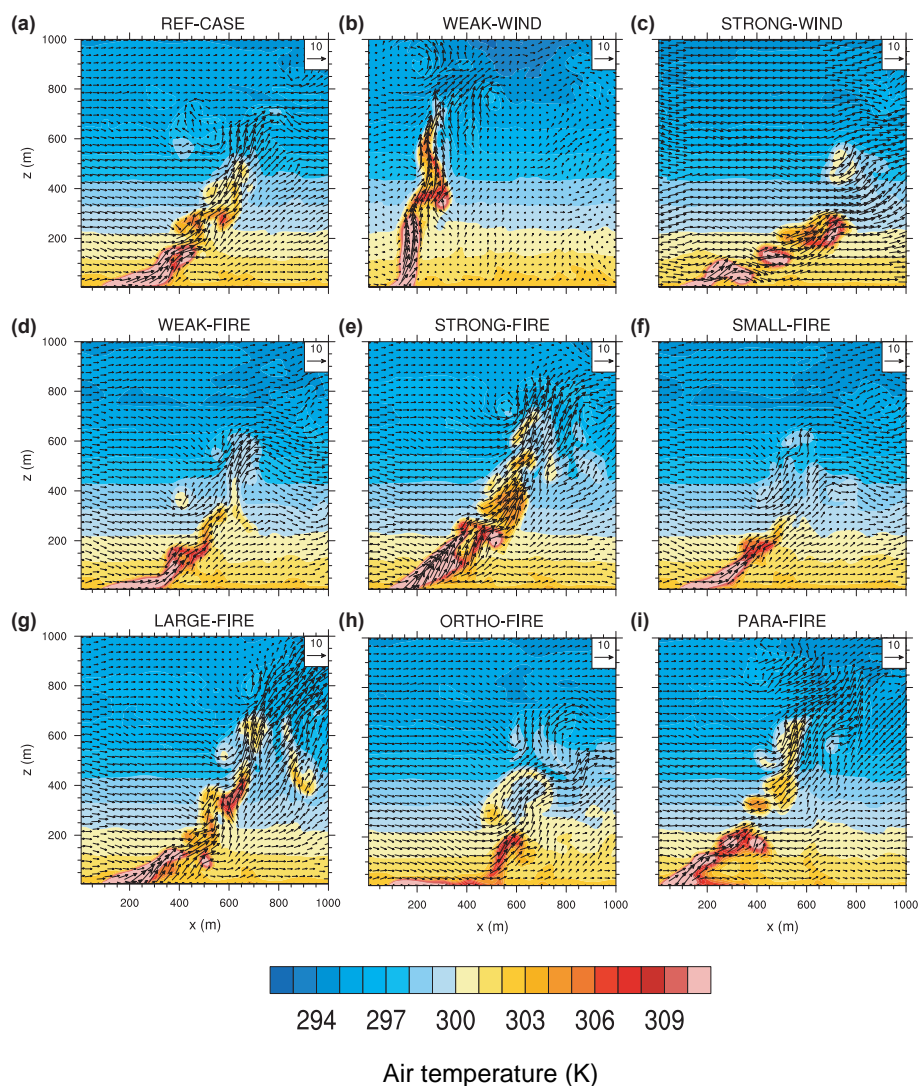 (a) REF-CASE (b) WEAK-WIND (c) STRONG-WIND
1000 10 10 10
800
z (m)
600
400
200
(d) WEAK-FIRE (e) STRONG-FIRE (f) SMALL-FIRE
1000 10 10 10
800
z (m)
600
400
200
(g) LARGE-FIRE (h) ORTHO-FIRE (i) PARA-FIRE
1000 10 10 10
800
z (m)
600
400
200
200 400 600 800 1000 200 400 600 800 1000 200 400 600 800 1000
x (m) x (m) x (m)
294 297 300 303 306 309
Air temperature (K)